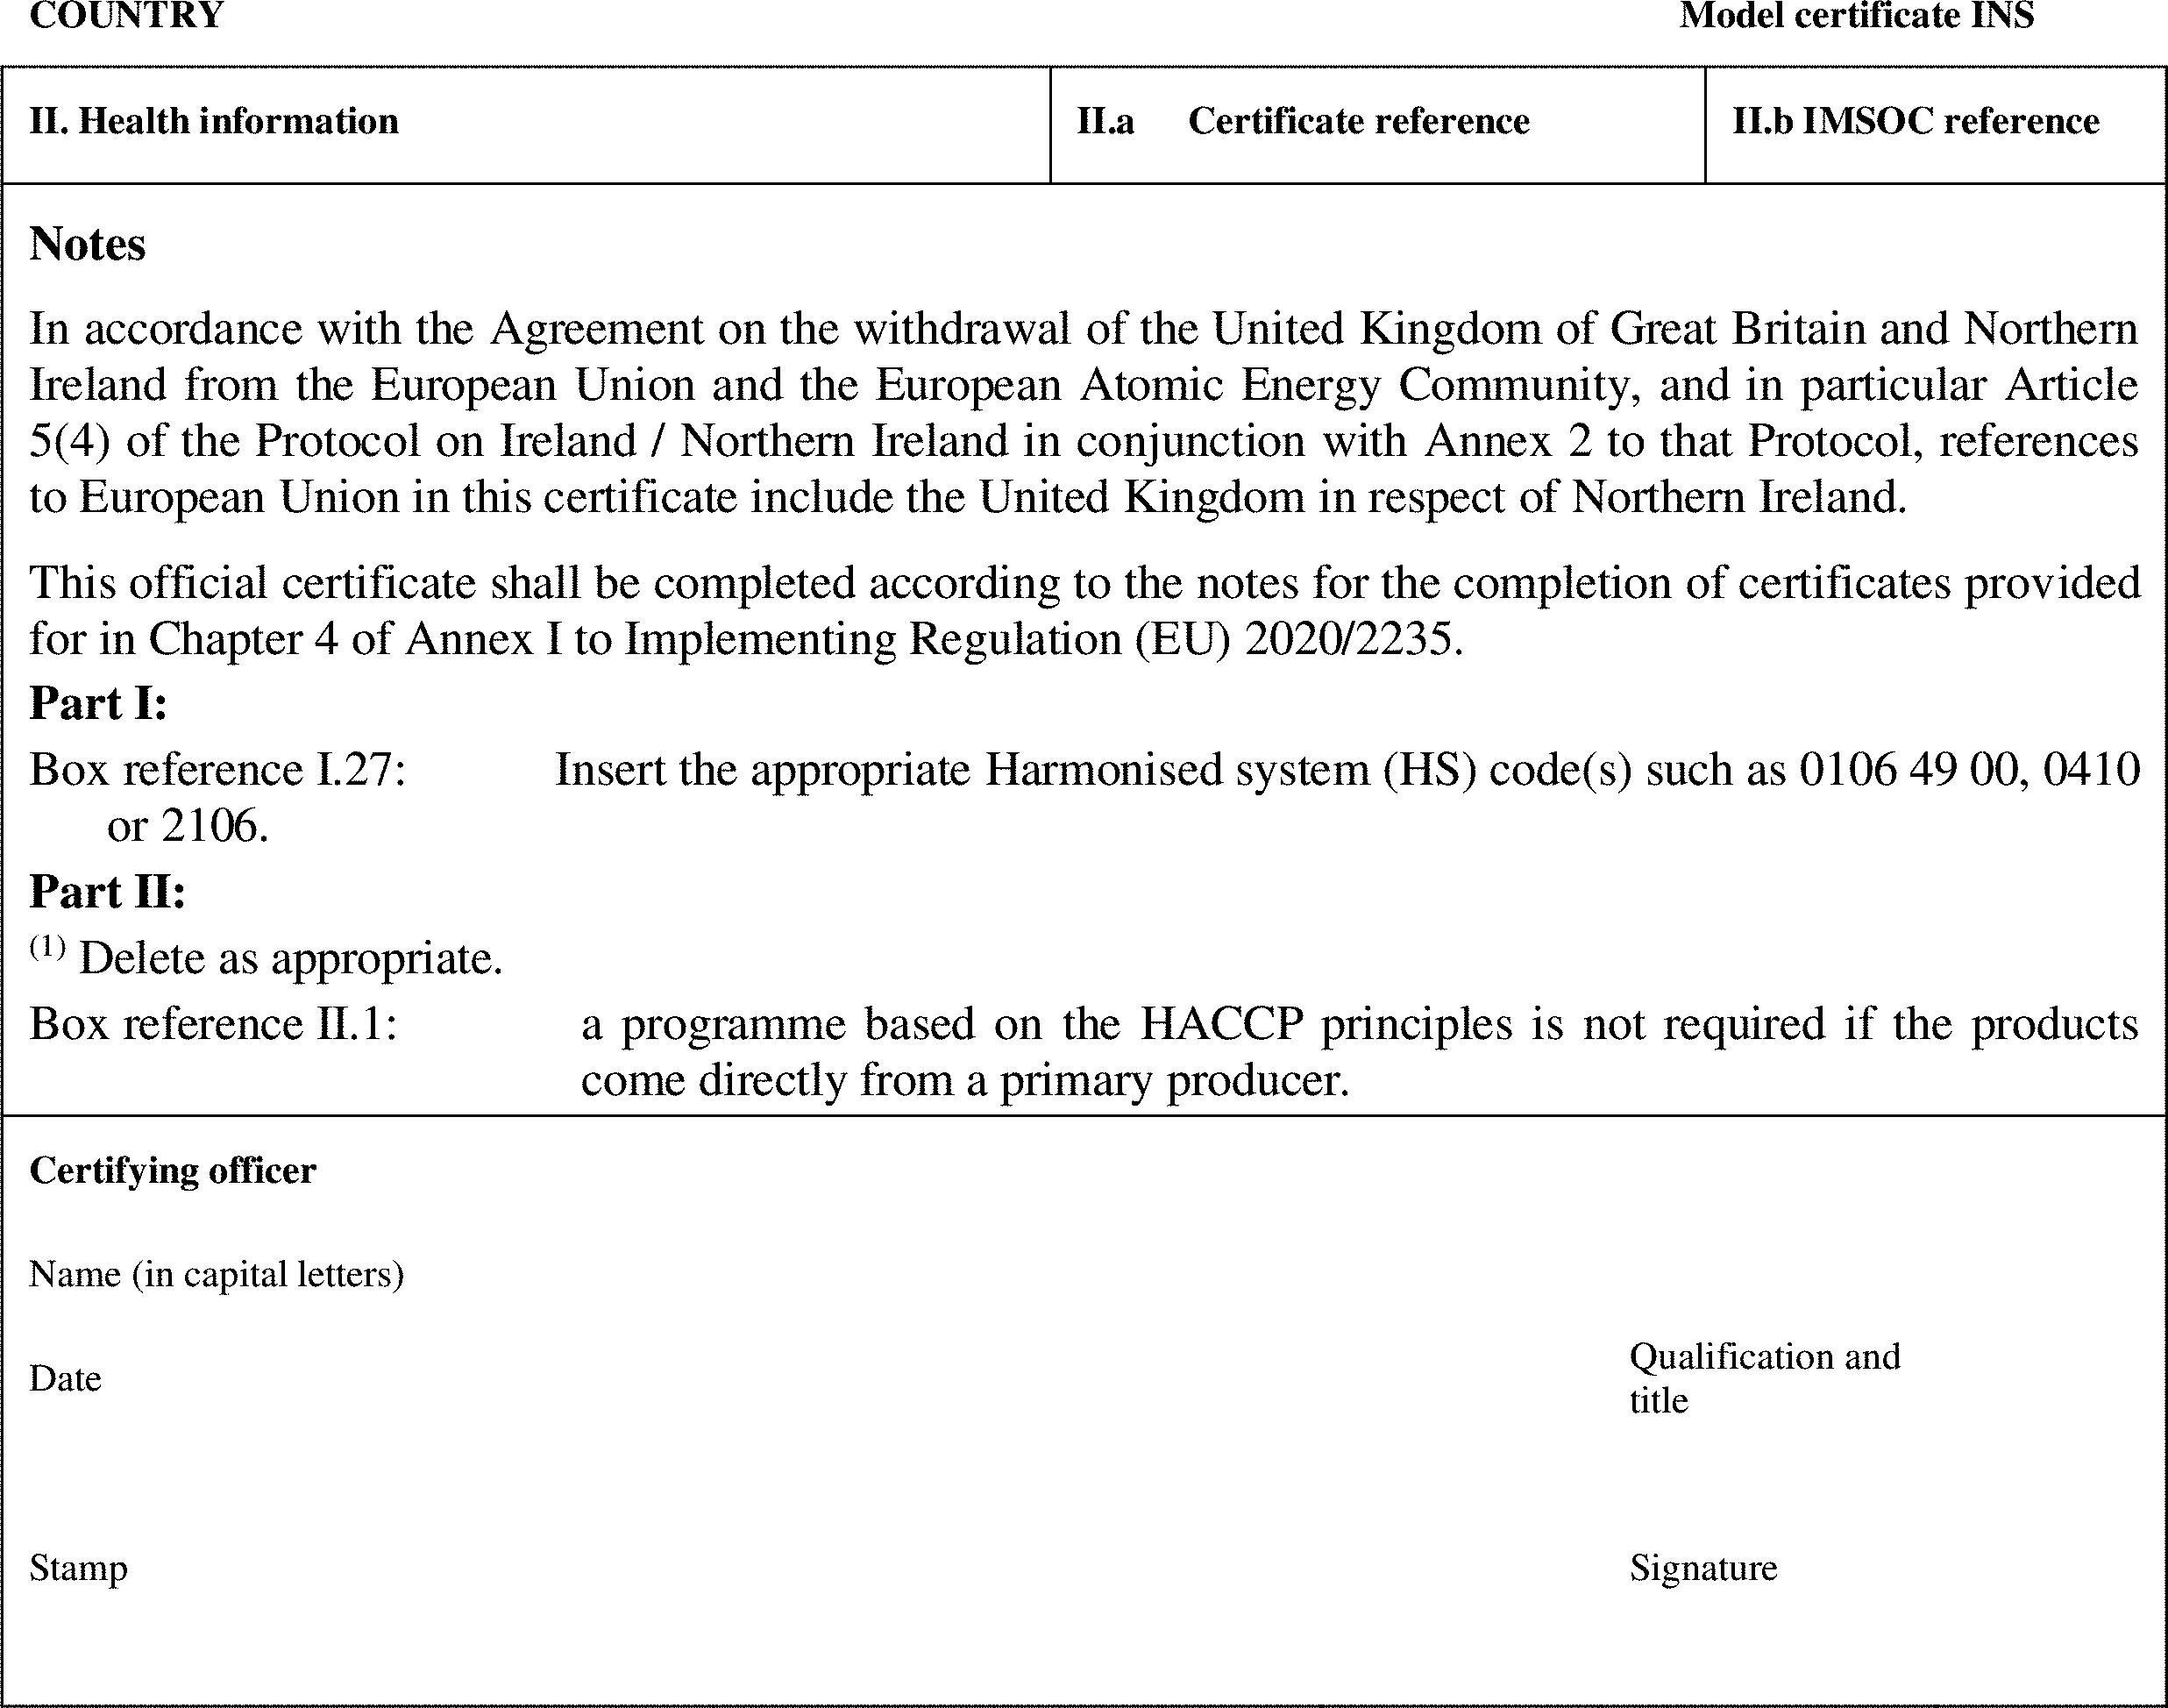 COUNTRY Model certificate INS
II. Health information II.a Certificate reference II.b IMSOC reference
Notes
In accordance with the Agreement on the withdrawal of the United Kingdom of Great Britain and Northern
Ireland from the European Union and the European Atomic Energy Community, and in particular Article
5(4) of the Protocol on Ireland / Northern Ireland in conjunction with Annex 2 to that Protocol, references
to European Union in this certificate include the United Kingdom in respect of Northern Ireland.
This official certificate shall be completed according to the notes for the completion of certificates provided
for in Chapter 4 of Annex I to Implementing Regulation (EU) 2020/2235.
Part I:
Box reference I.27: Insert the appropriate Harmonised system (HS) code(s) such as 0106 49 00, 0410
or 2106.
Part II:
(1) Delete as appropriate.
Box reference II.1: a programme based on the HACCP principles is not required if the products
come directly from a primary producer.
Certifying officer
Name (in capital letters)
Date
Qualification and
title
Stamp
Signature